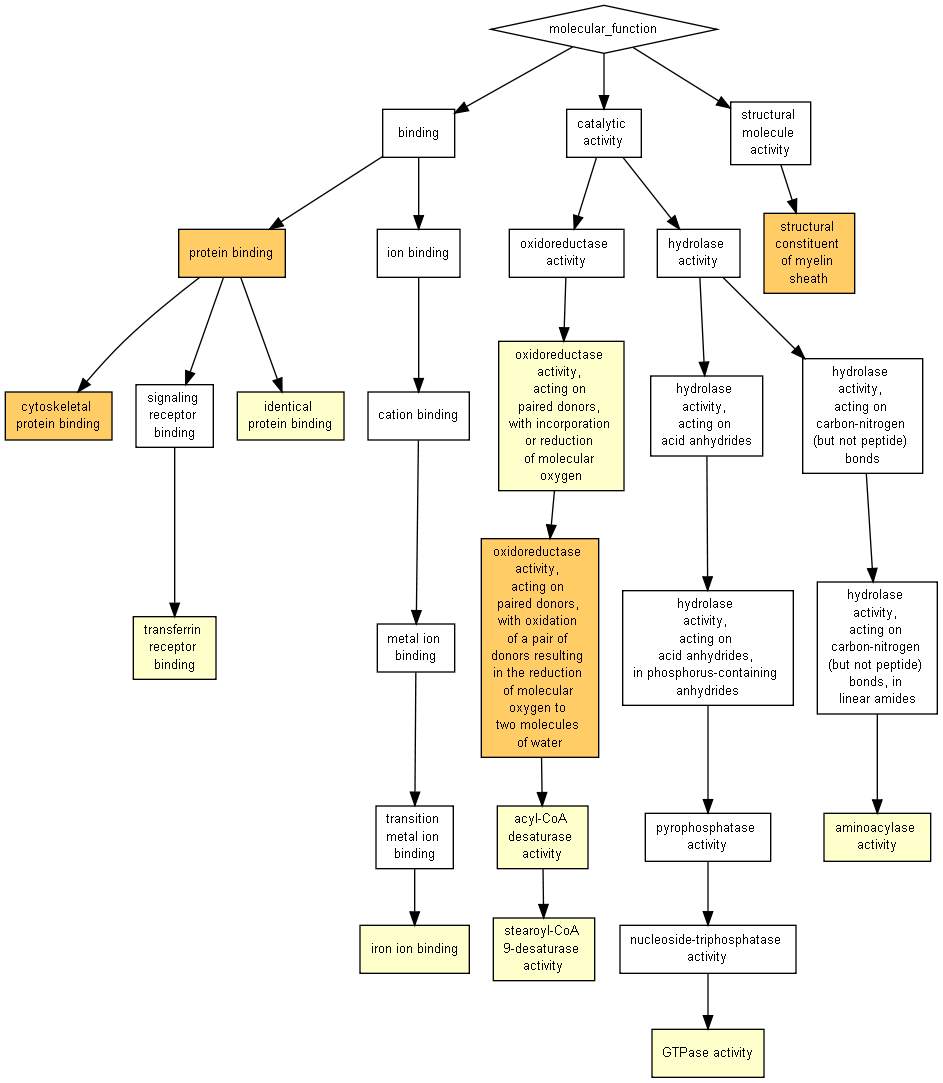 molecular_function
binding
catalytic
activity
structural
molecule
activity
protein binding
ion binding
oxidoreductase
activity
hydrolase
activity
structural
constituent
of myelin
sheath
cytoskeletal
protein binding
signaling
receptor
binding
identical
protein binding
cation binding
oxidoreductase
activity,
acting on
paired donors,
with incorporation
or reduction
of molecular
oxygen
hydrolase
activity,
acting on
acid anhydrides
hydrolase
activity,
acting on
carbon-nitrogen
(but not peptide)
bonds
transferrin
receptor
binding
metal ion
binding
oxidoreductase
activity,
acting on
paired donors,
with oxidation
of a pair of
donors resulting
in the reduction
of molecular
oxygen to
two molecules
of water
hydrolase
activity,
acting on
acid anhydrides,
in phosphorus-containing
anhydrides
hydrolase
activity,
acting on
carbon-nitrogen
(but not peptide)
bonds, in
linear amides
transition
metal ion
binding
acyl-CoA
desaturase
activity
pyrophosphatase
activity
aminoacylase
activity
iron ion binding
stearoyl-CoA
9-desaturase
activity
nucleoside-triphosphatase
activity
GTPase activity